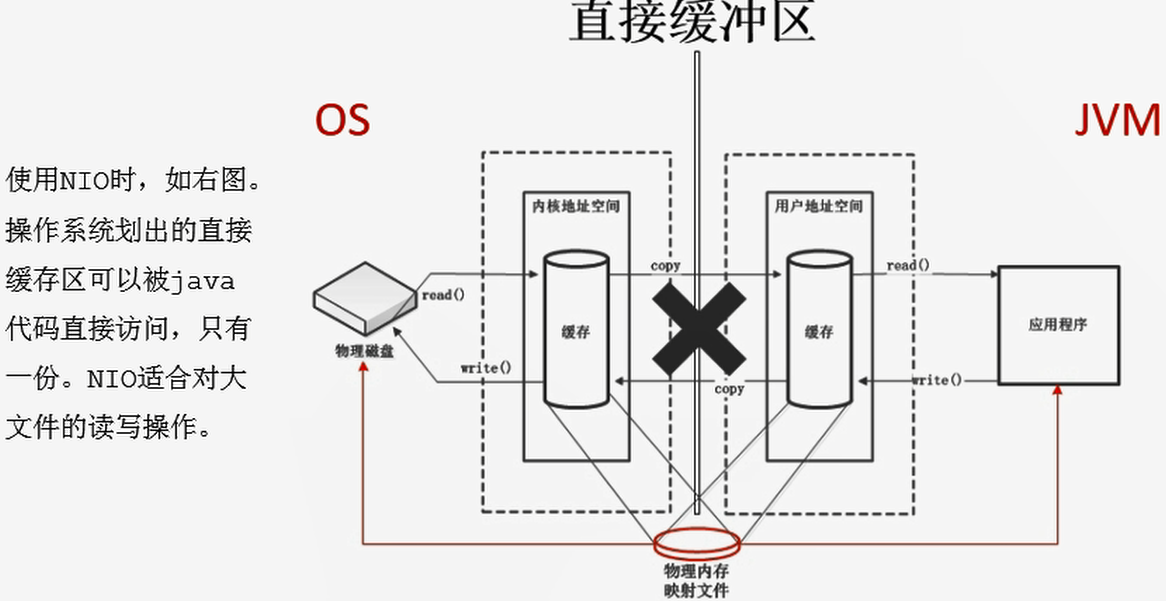 直接缓冲区
OS
JVM
使用NIO时，如右图。
操作系统划出的直接
缓存区可以被java
代码直接访问，只有
一份。NIO适合对大
文件的读写操作。
内核地址空间
用户地址空间
copy
read()
read()
物理磁盘
缓存
缓存
应用程序
write()
copy
write()
物理内存
映射文件